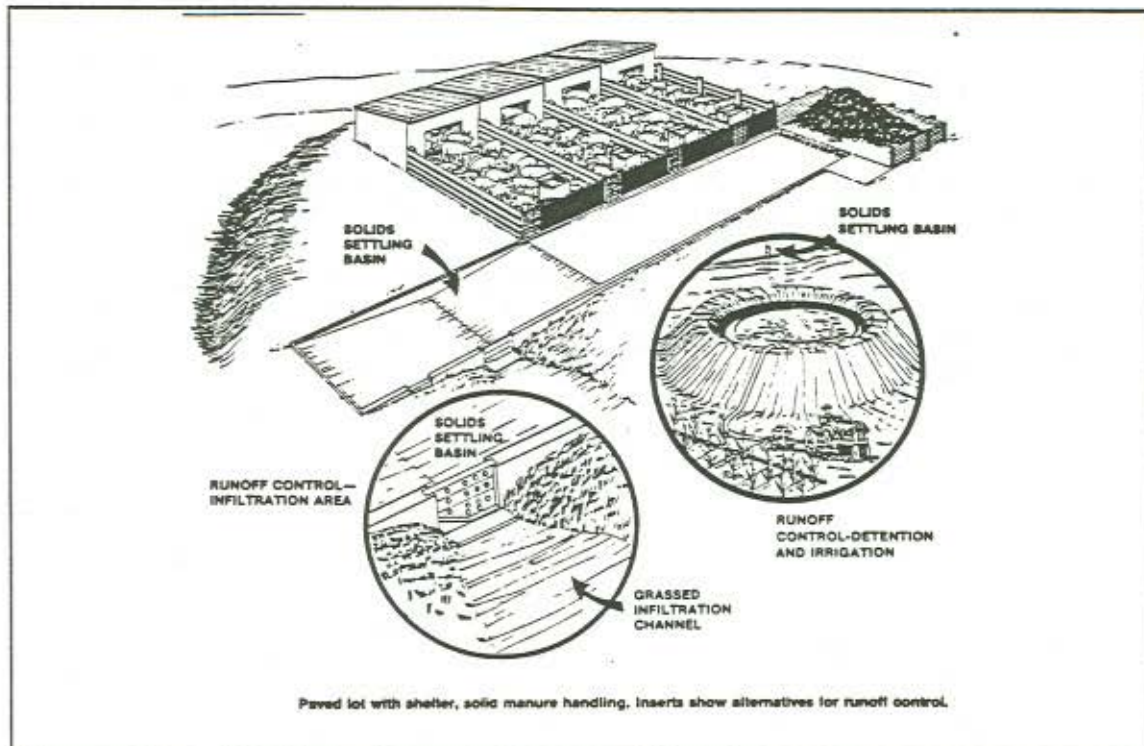 SOLIDS
SETTLING
BASIN
SOLIDS
SETTLING BASIN
SOLIDS
SETTLING
BASIN
RUNOFF CONTROL—
INFILTRATION AREA
RUNOFF
CONTROL-DETENTION
AND IRRIGATION
GRASSED
INFILTRATION
CHANNEL
Paved lot with shelter, solid manure handling. Inserts show alternatives for runoff control.